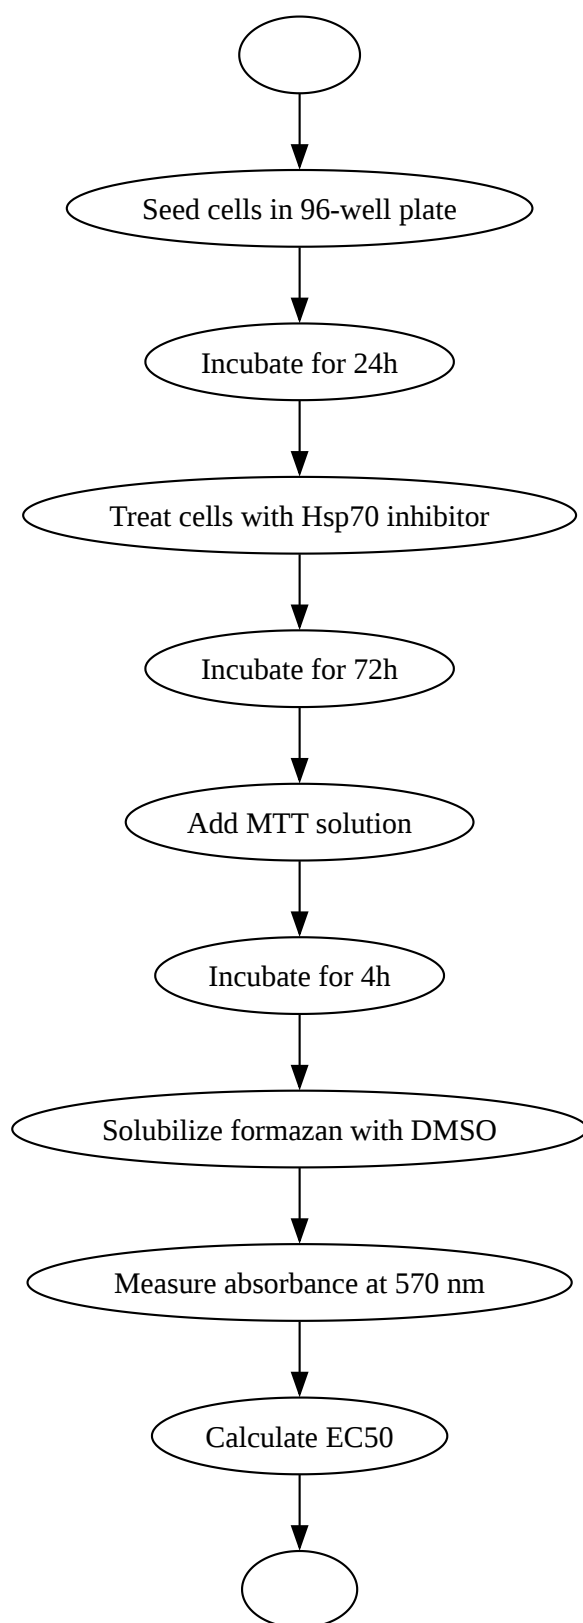 Seed cells in 96-well plate
Incubate for 24h
Treat cells with Hsp70 inhibitor
Incubate for 72h
Add MTT solution
Incubate for 4h
Solubilize formazan with DMSO
Measure absorbance at 570 nm
Calculate EC50